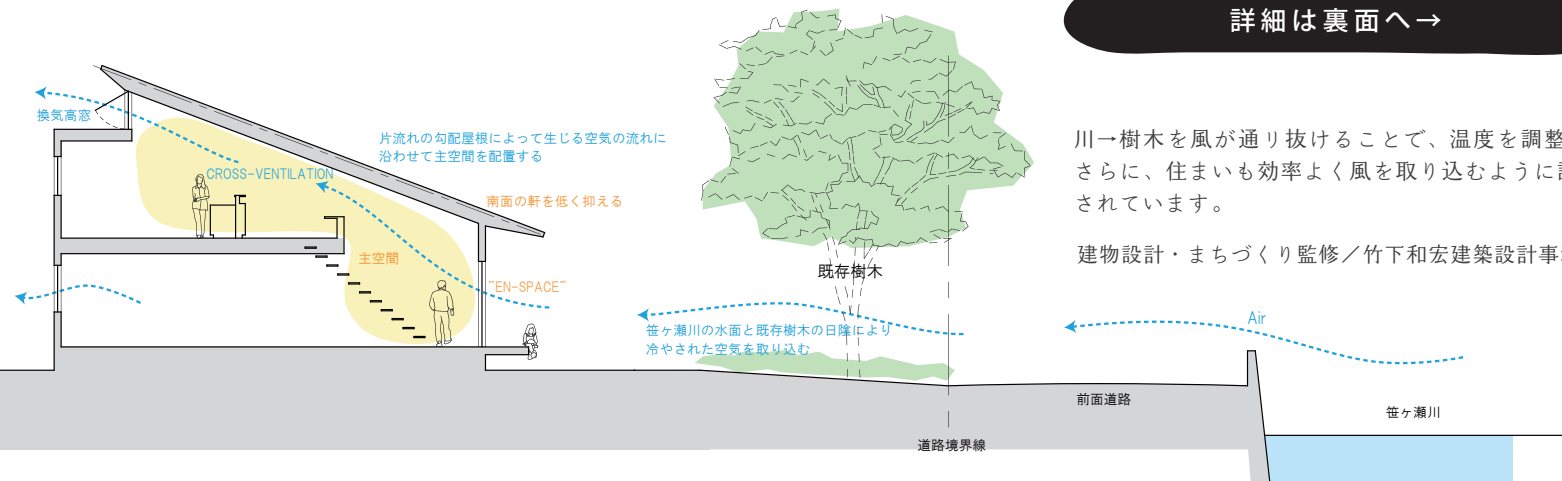 詳細は裏面へ→
換気高窓
片流れの勾配屋根によって生じる空気の流れに
沿わせて主空間を配置する
CROSS-VENTILATION
南面の軒を低く抑える
主空間
"EN-SPACE"
既存樹木
笹ヶ瀬川の水面と既存樹木の日陰により
冷やされた空気を取り込む
川→樹木を風が通り抜けることで、温度を調整
さらに、住まいも効率よく風を取り込むように
されています。
建物設計・まちづくり監修／竹下和宏建築設計事
Air
前面道路
笹ヶ瀬川
道路境界線